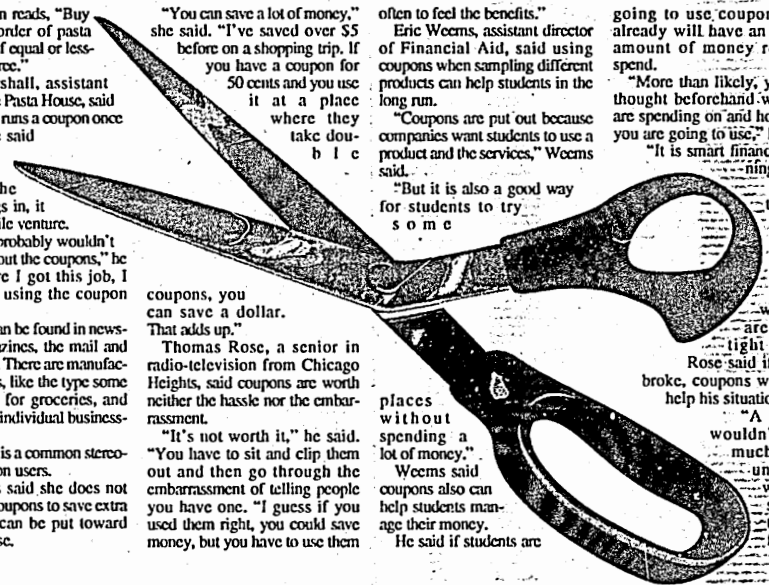 n reads, "Buy
order of pasta
f equal or less-
ree."
shall, assistant
Pasta House, said
runs a coupon once
said
he
gs in, it
ile venture.
probably wouldn't
out the coupons," he
re I got this job, I
using the coupon
an be found in news-
zines, the mail and
There are manufac-
s, like the type some
for groceries, and
individual business-
is a common stereo-
on users.
said she does not
oupons to save extra
can be put toward
se.
"You can save a lot of money,"
she said. "I've saved over $5
before on a shopping trip. If
you have a coupon for
50 cents and you use
it at a place
where they
take dou-
b l e
coupons, you
can save a dollar.
That adds up."
Thomas Rose, a senior in
radio-television from Chicago
Heights, said coupons are worth
neither the hassle nor the embar-
rassment.
"It's not worth it," he said.
"You have to sit and clip them
out and then go through the
embarrassment of telling people
you have one. "I guess if you
used them right, you could save
money, but you have to use them
often to feel the benefits."
Eric Weems, assistant director
of Financial Aid, said using
coupons when sampling different
products can help students in the
long run.
"Coupons are put out because
companies want students to use a
product and the services," Weems
said.
"But it is also a good way
for students to try
s o m e
places
without
spending a
lot of money."
Weems said
coupons also can
help students man-
age their money.
He said if students are
going to use coupon
already will have an
amount of money
spend.
"More than likely, y
thought beforehand w
are spending on and ho
you are going to use,"
"It is smart financ
ning
are
tight
Rose said if
broke, coupons w
help his situatio
"A
wouldn'
much
un